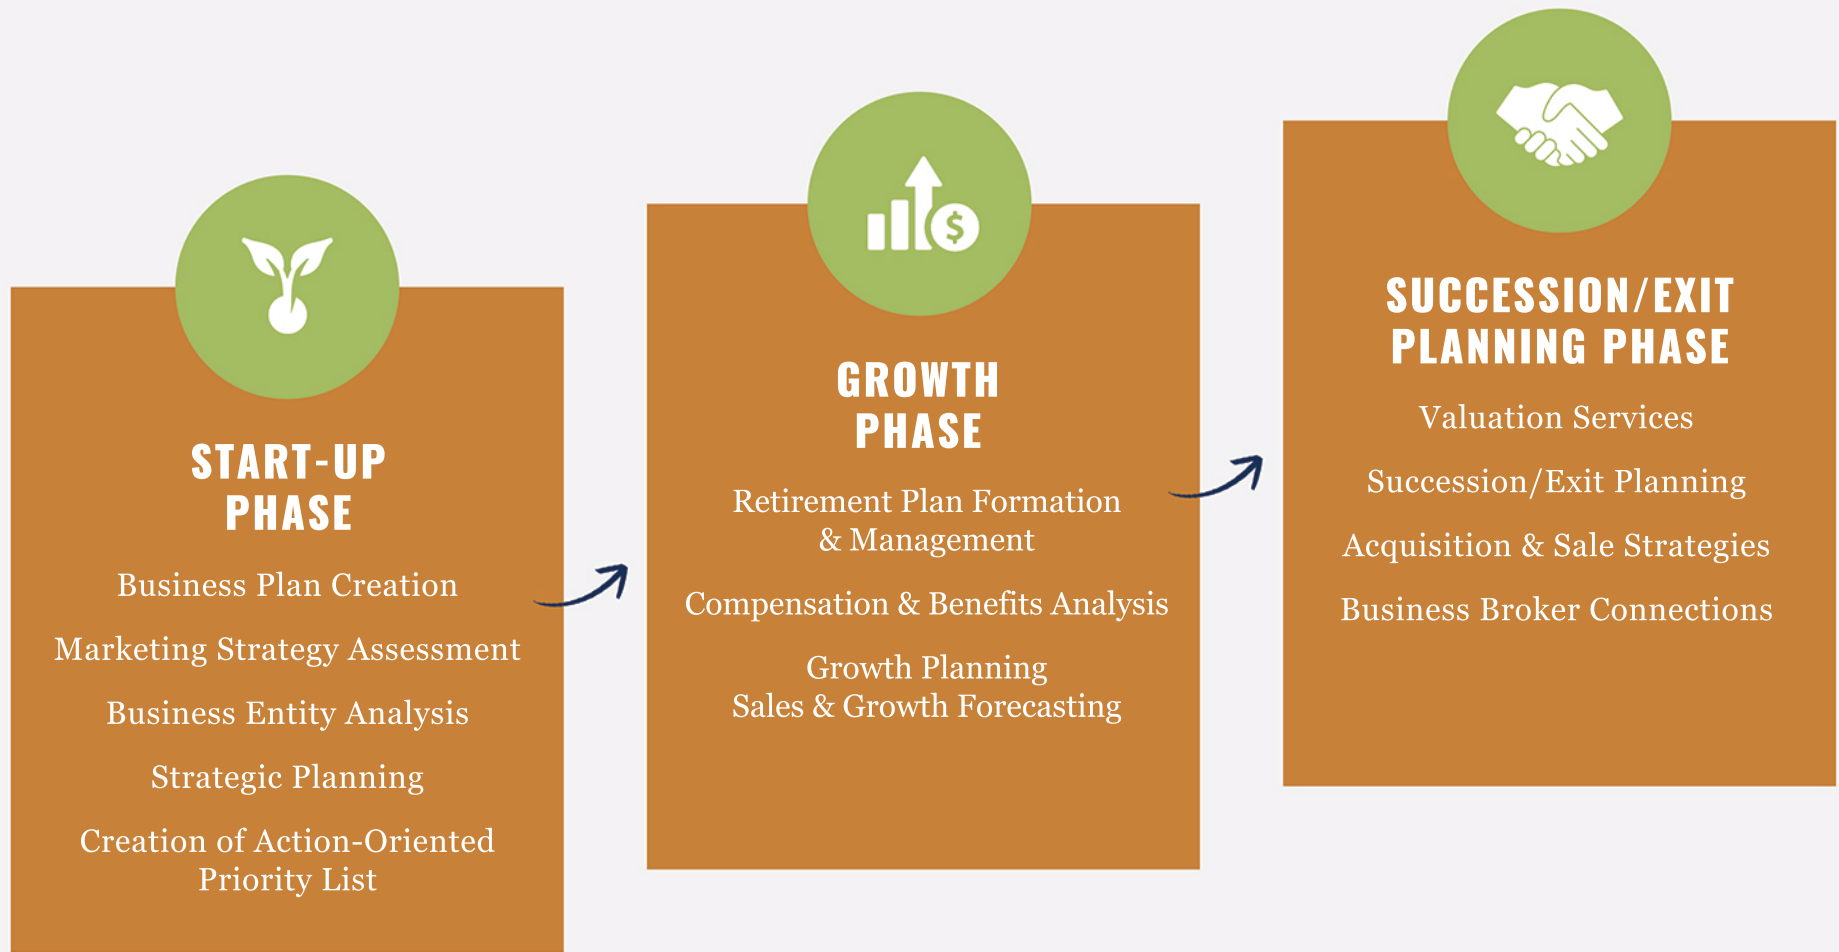 START-UP
PHASE
Business Plan Creation
Marketing Strategy Assessment
Business Entity Analysis
Strategic Planning
Creation of Action-Oriented
Priority List
$
GROWTH
PHASE
Retirement Plan Formation
& Management
Compensation & Benefits Analysis
Growth Planning
Sales & Growth Forecasting
SUCCESSION/EXIT
PLANNING PHASE
Valuation Services
Succession/Exit Planning
Acquisition & Sale Strategies
Business Broker Connections